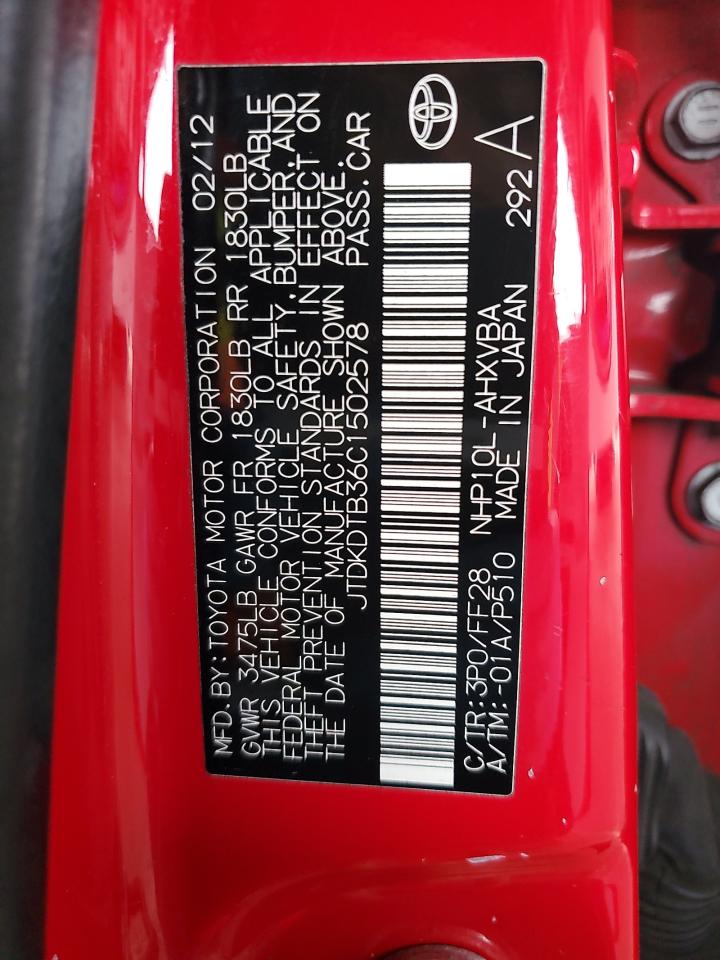 MFD.BY:TOYOTA MOTOR CORPORATION 02/12
GVWR 3475LB GAWR FR 1830LB RR 1830LB
THIS VEHICLE CONFORMS TO ALL APPLICABLE
FEDERAL MOTOR VEHICLE SAFETY,BUMPER,AND
THEFT PREVENTION STANDARDS IN EFFECT ON
THE DATE OF MANUFACTURE SHOWN ABOVE.
JTDKDTB36C1502578 PASS.CAR
C/TR:3P0/FF28 NHP10L-AHXVBA 292 A
A/TM:-01A/P510 MADE IN JAPAN